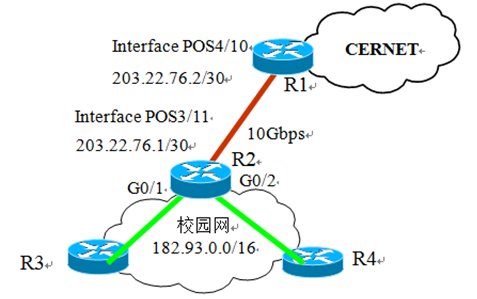 Interface POS4/10
203.22.76.2/30
CERNET
R1
Interface POS3/11
203.22.76.1/30
10Gbps
R2
G0/1
G0/2
校园网
182.93.0.0/16
R3
R4